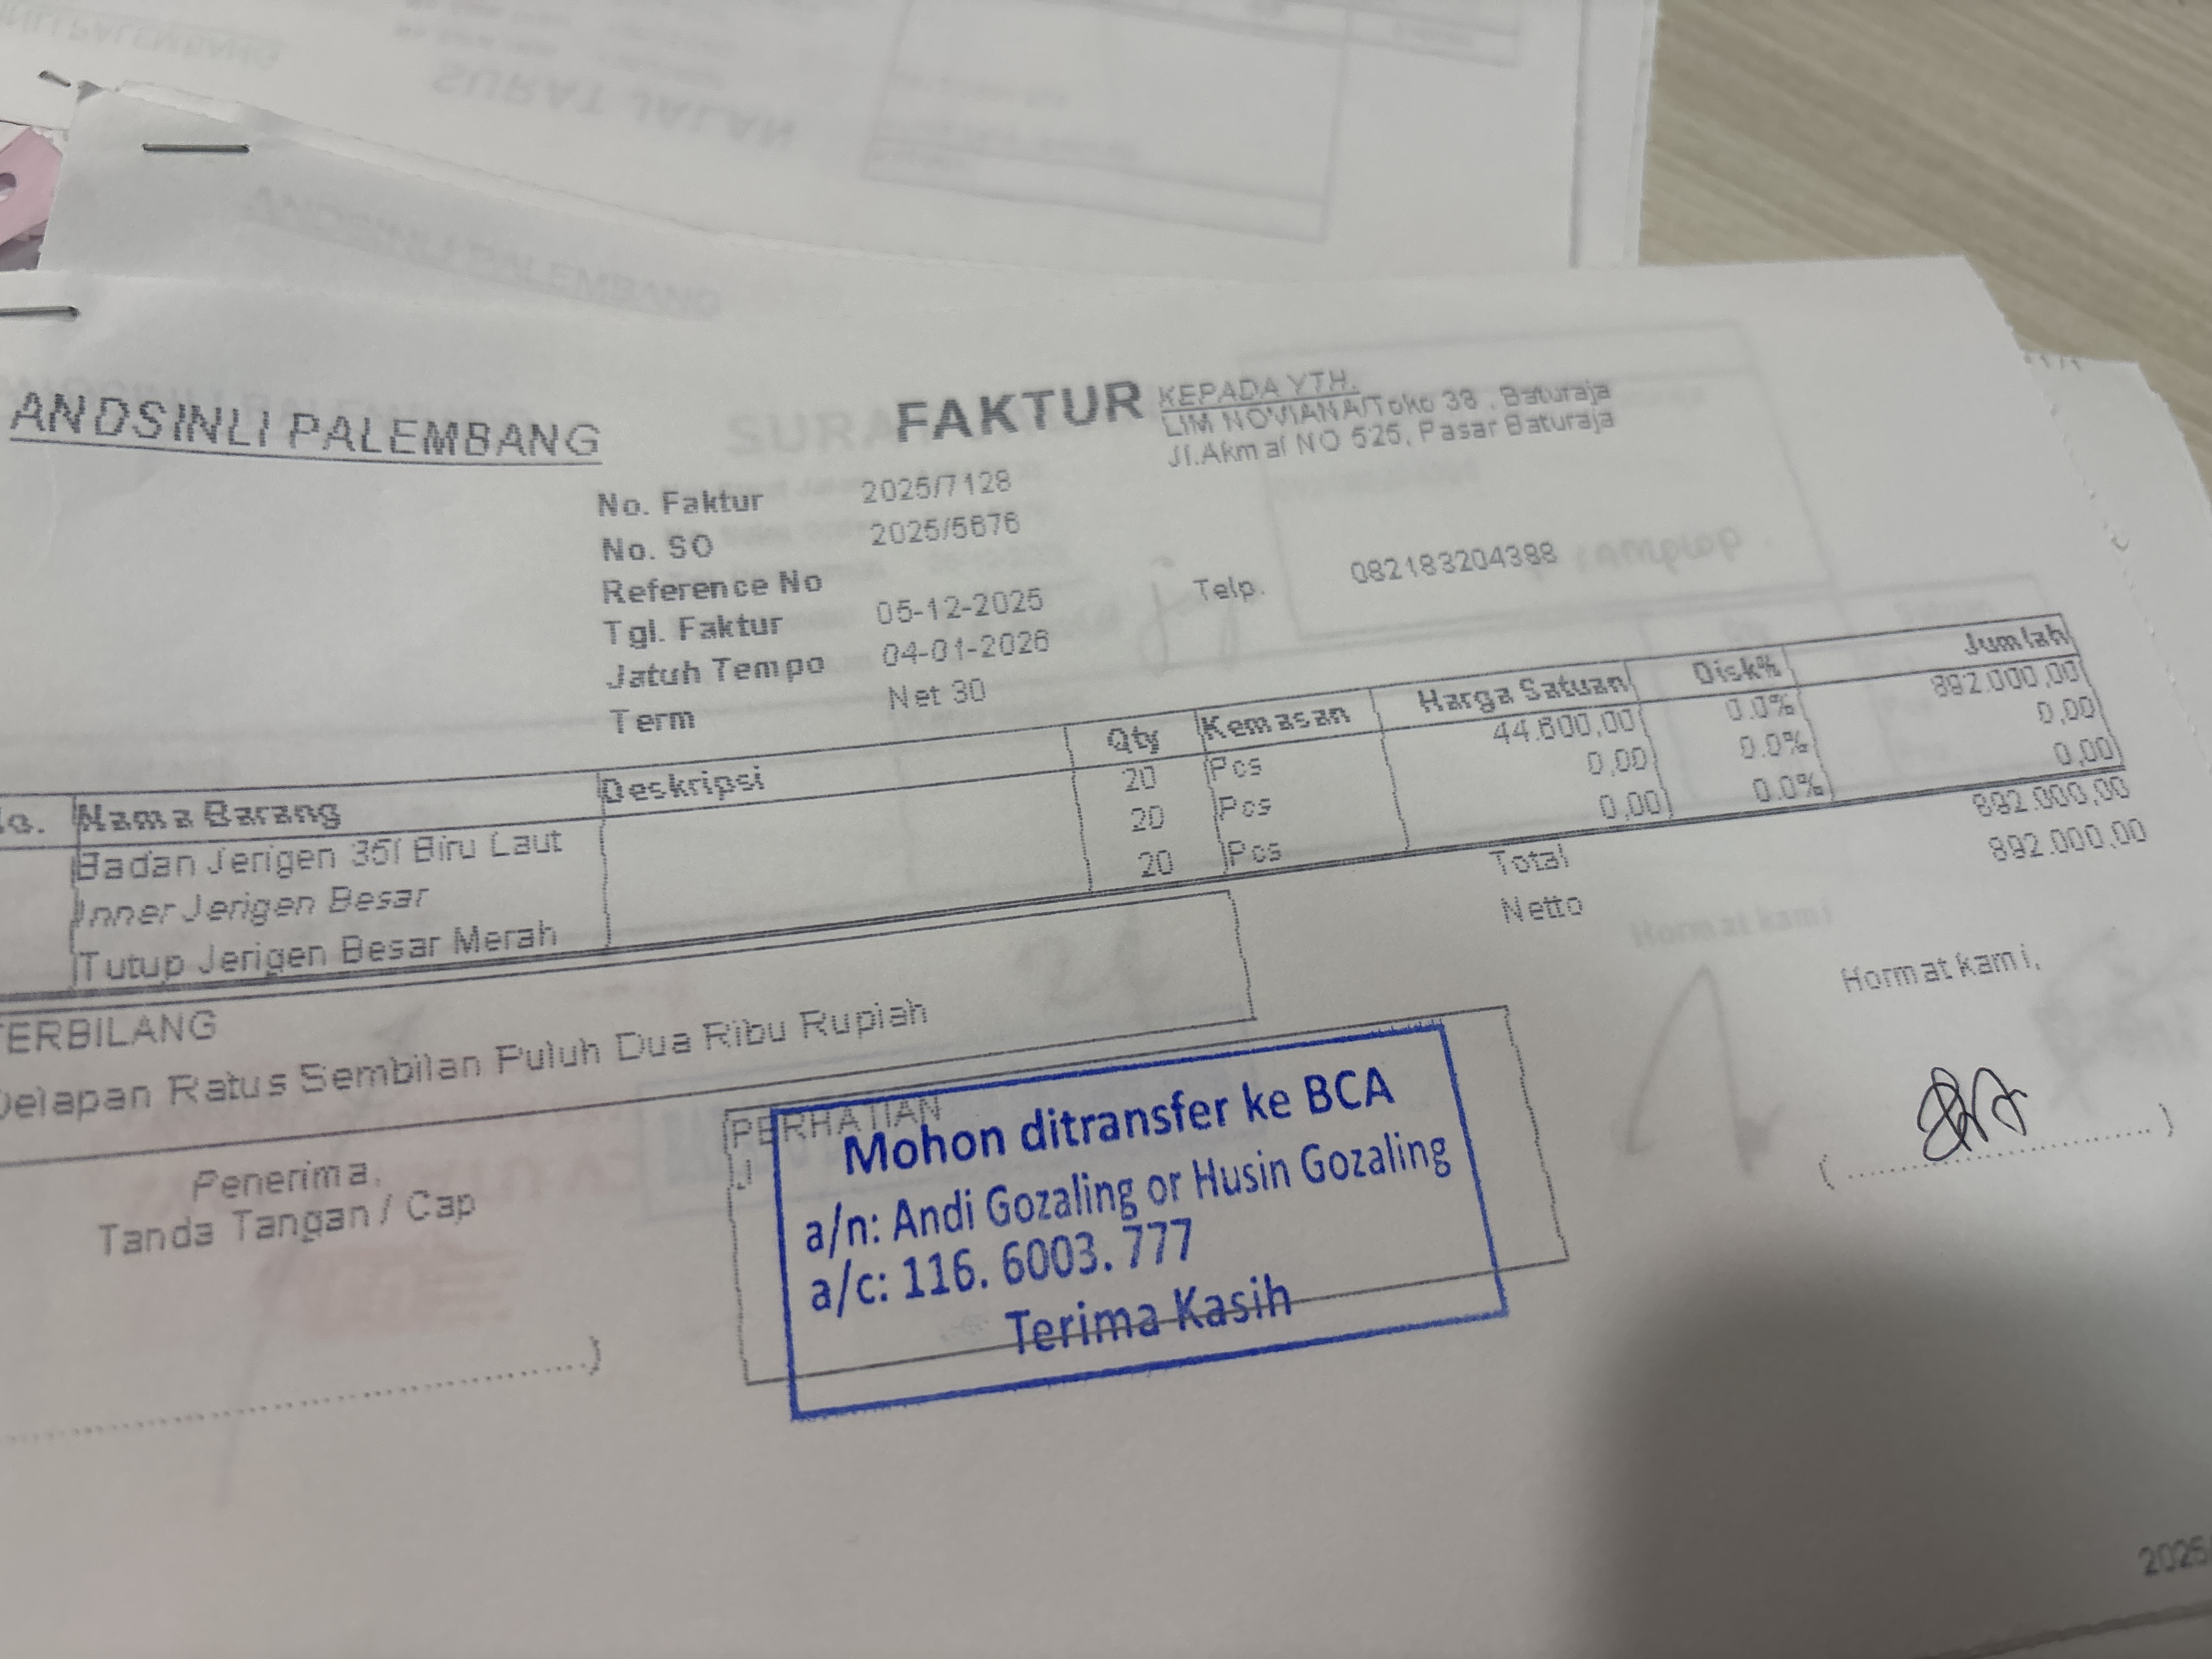 SURAT JALAN
ANDSINLI PALEMBANG
ANDSINLI PALEMBANG
FAKTUR
KEPADA YTH.
LIM NOVIANA/Toko 38 , Baturaja
Jl.Akmal NO 525, Pasar Baturaja
No. Faktur 2025/7128
No. SO 2025/5676
Reference No
Tgl. Faktur 05-12-2025
Jatuh Tempo 04-01-2026
Term Net 30
Telp. 082183204388
Nama Barang Deskripsi Qty Kemasan Harga Satuan Disk% Jumlah
Badan Jerigen 35l Biru Laut 20 Pcs 44.600,00 0.0% 892.000,00
Inner Jerigen Besar 20 Pcs 0,00 0.0% 0,00
Tutup Jerigen Besar Merah 20 Pcs 0,00 0.0% 0,00
Total 892.000,00
Netto 892.000,00
TERBILANG
Delapan Ratus Sembilan Puluh Dua Ribu Rupiah
Penerima,
Tanda Tangan / Cap
PERHATIAN
Mohon ditransfer ke BCA
a/n: Andi Gozaling or Husin Gozaling
a/c: 116. 6003. 777
Terima Kasih
Hormat kami,
2025/